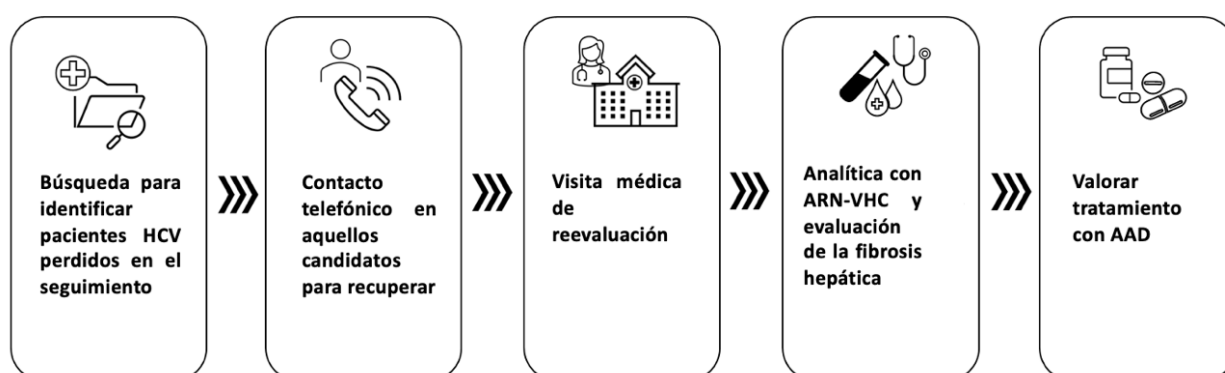 Búsqueda para
identificar
pacientes HCV
perdidos en el
seguimiento
Contacto
telefónico en
aquellos
candidatos
para recuperar
Visita médica
de
reevaluación
Analítica con
ARN-VHC y
evaluación
de la fibrosis
hepática
Valorar
tratamiento
con AAD